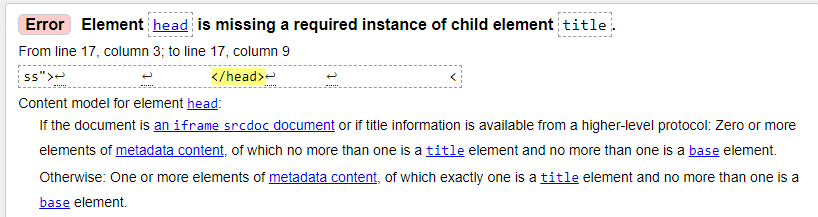 Error Element head is missing a required instance of child element title.
From line 17, column 3; to line 17, column 9
ss">↩ ↩ </head>↩ ↩ <
Content model for element head:
If the document is an iframe srcdoc document or if title information is available from a higher-level protocol: Zero or more
elements of metadata content, of which no more than one is a title element and no more than one is a base element.
Otherwise: One or more elements of metadata content, of which exactly one is a title element and no more than one is a
base element.